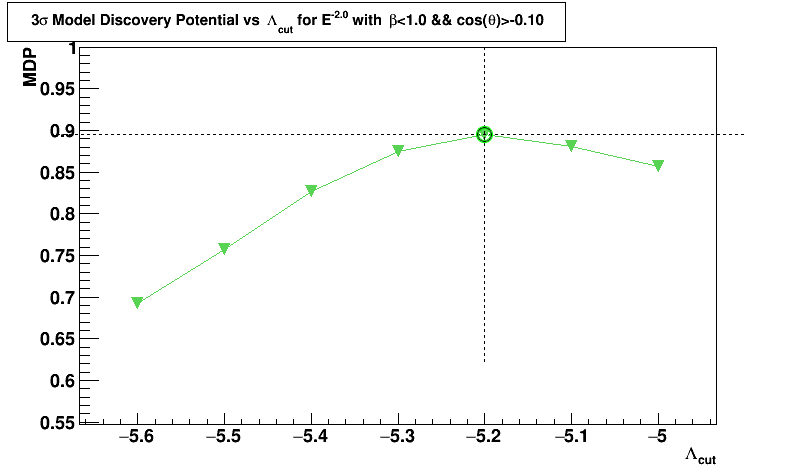 3σ Model Discovery Potential vs Λcut for E-2.0 with β<1.0 && cos(θ)>-0.10
MDP
1
0.95
0.9
0.85
0.8
0.75
0.7
0.65
0.6
0.55
−5.6 −5.5 −5.4 −5.3 −5.2 −5.1 −5
Λcut